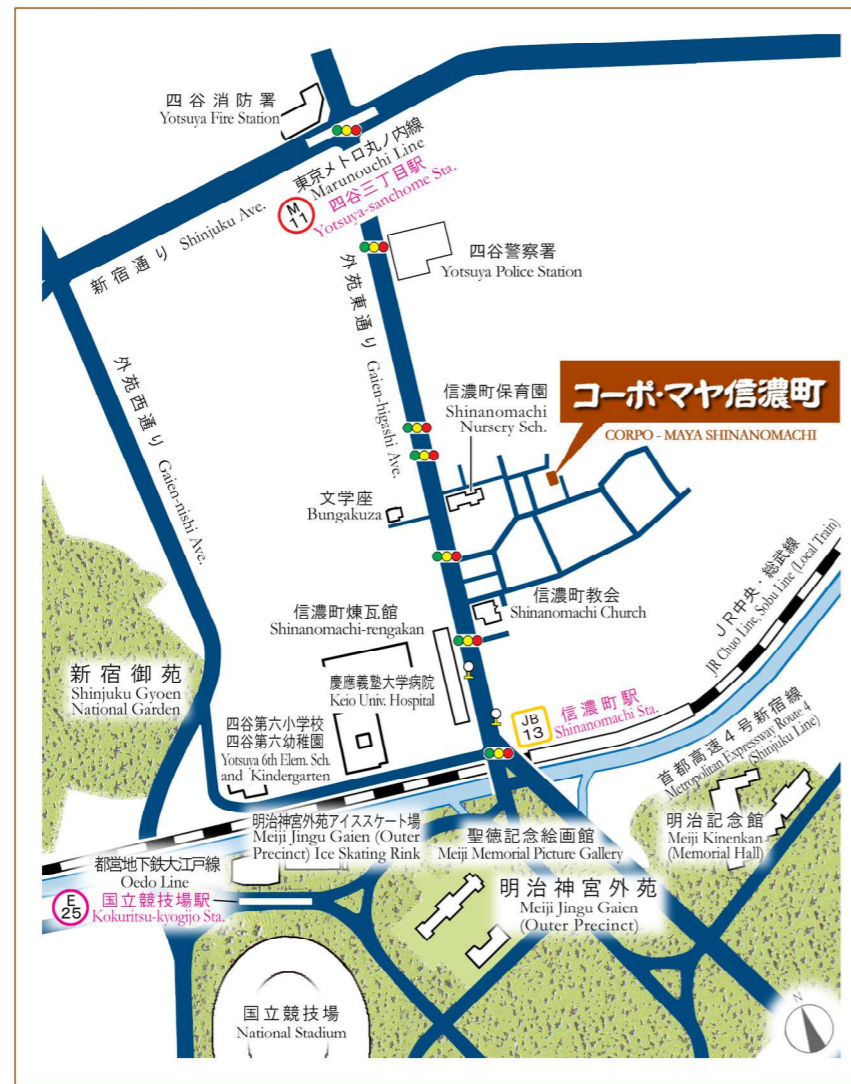 四谷消防署
Yotsuya Fire Station
東京メトロ丸ノ内線
Marunouchi Line
M
11
四谷三丁目駅
Yotsuya-sanchome Sta.
新宿通り Shinjuku Ave.
四谷警察署
Yotsuya Police Station
外苑東通り Gaien-higashi Ave.
外苑西通り Gaien-nishi Ave.
信濃町保育園
Shinanomachi
Nursery Sch.
コーポ・マヤ信濃町
CORPO - MAYA SHINANOMACHI
文学座
Bungakuza
信濃町教会
Shinanomachi Church
信濃町煉瓦館
Shinanomachi-rengakan
JR中央・総武線
JR Chuo Line, Sobu Line (Local Train)
新宿御苑
Shinjuku Gyoen
National Garden
慶應義塾大学病院
Keio Univ. Hospital
JB
13
信濃町駅
Shinanomachi Sta.
四谷第六小学校
四谷第六幼稚園
Yotsuya 6th Elem. Sch.
and Kindergarten
首都高速4号新宿線
Metropolitan Expressway Route 4
(Shinjuku Line)
明治神宮外苑アイススケート場
Meiji Jingu Gaien (Outer
Precinct) Ice Skating Rink
聖徳記念絵画館
Meiji Memorial Picture Gallery
明治記念館
Meiji Kinenkan
(Memorial Hall)
都営地下鉄大江戸線
Oedo Line
E
25
国立競技場駅
Kokuritsu-kyogijo Sta.
明治神宮外苑
Meiji Jingu Gaien
(Outer Precinct)
国立競技場
National Stadium
N